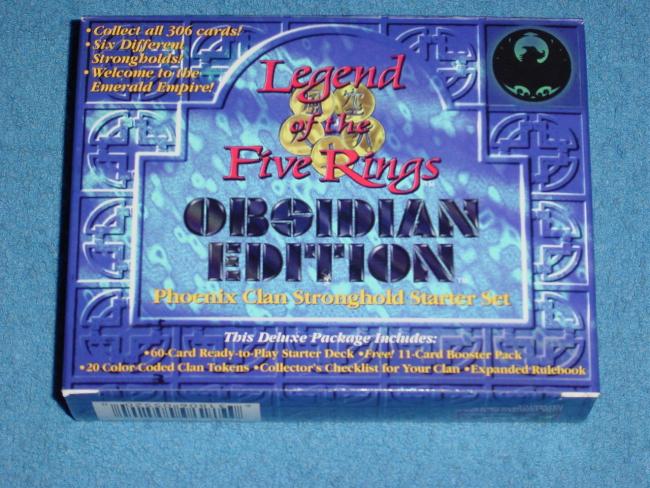 • Collect all 306 cards!
• Six Different
Strongholds!
• Welcome to the
Emerald Empire!
Legend
of the
Five Rings
OBSIDIAN
EDITION
Phoenix Clan Stronghold Starter Set
This Deluxe Package Includes:
•60-Card Ready-to-Play Starter Deck •Free! 11-Card Booster Pack
•20 Color-Coded Clan Tokens •Collector's Checklist for Your Clan •Expanded Rulebook